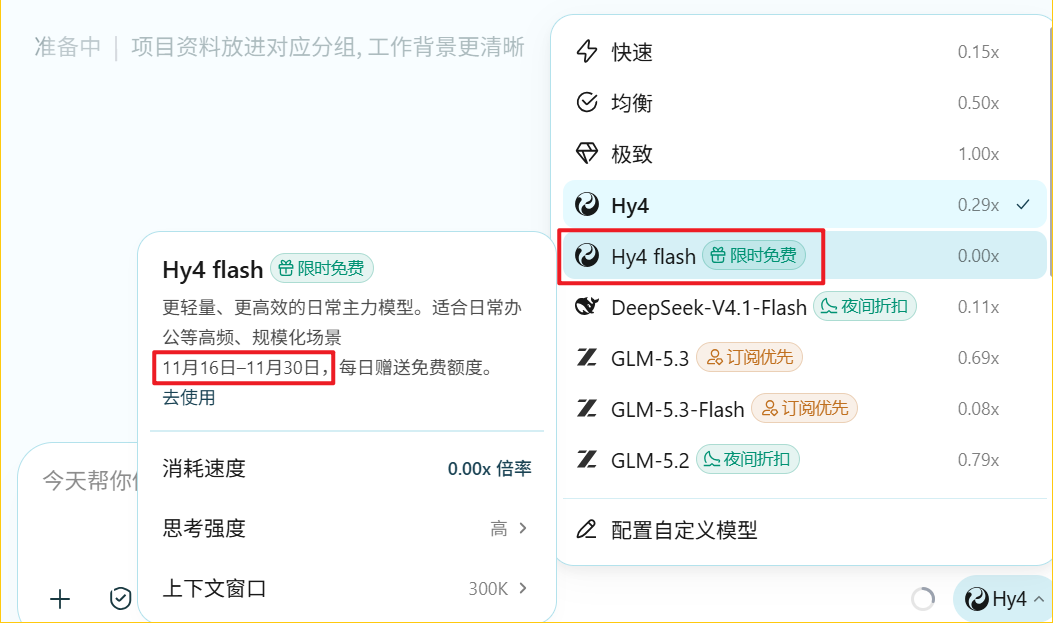 准备中 | 项目资料放进对应分组, 工作背景更清晰
快速 0.15x
均衡 0.50x
极致 1.00x
Hy4 0.29x
Hy4 flash 限时免费 0.00x
DeepSeek-V4.1-Flash 夜间折扣 0.11x
GLM-5.3 订阅优先 0.69x
GLM-5.3-Flash 订阅优先 0.08x
GLM-5.2 夜间折扣 0.79x
配置自定义模型
Hy4 flash 限时免费
更轻量、更高效的日常主力模型。适合日常办
公等高频、规模化场景
11月16日–11月30日，每日赠送免费额度。
去使用
消耗速度 0.00x 倍率
思考强度 高
上下文窗口 300K
今天帮你
Hy4